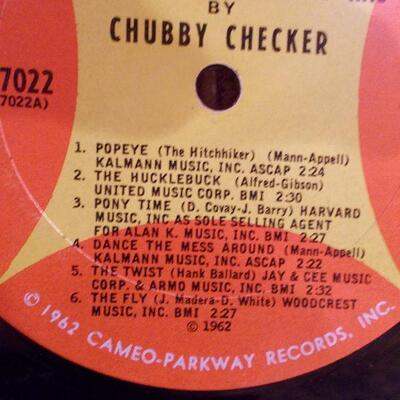 BY
CHUBBY CHECKER
7022
7022A)
1. POPEYE (The Hitchhiker) (Mann-Appell)
KALMANN MUSIC, INC. ASCAP 2:24
2. THE HUCKLEBUCK (Alfred-Gibson)
UNITED MUSIC CORP. BMI 2:30
3. PONY TIME (D. Covay-J. Barry) HARVARD
MUSIC, INC AS SOLE SELLING AGENT
FOR ALAN K. MUSIC, INC. BMI 2:27
4. DANCE THE MESS AROUND (Mann-Appell)
KALMANN MUSIC, INC. ASCAP 2:22
5. THE TWIST (Hank Ballard) JAY & CEE MUSIC
CORP. & ARMO MUSIC, INC. BMI 2:32
6. THE FLY (J. Madera-D. White) WOODCREST
MUSIC, INC. BMI 2:27 © 1962
© 1962 CAMEO-PARKWAY RECORDS, INC.